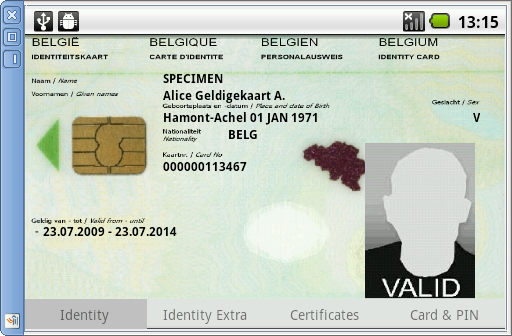 13:15
BELGIË BELGIQUE BELGIEN BELGIUM
IDENTITEITSKAART CARTE D'IDENTITE PERSONALAUSWEIS IDENTITY CARD
Naam / Name SPECIMEN
Voornamen / Given names Alice Geldigekaart A.
Geboorteplaats en -datum / Place and date of Birth Geslacht / Sex
Hamont-Achel 01 JAN 1971 V
Nationaliteit
Nationality BELG
Kaartnr. / Card No
000000113467
Geldig van - tot / Valid from - until
- 23.07.2009 - 23.07.2014
VALID
Identity Identity Extra Certificates Card & PIN